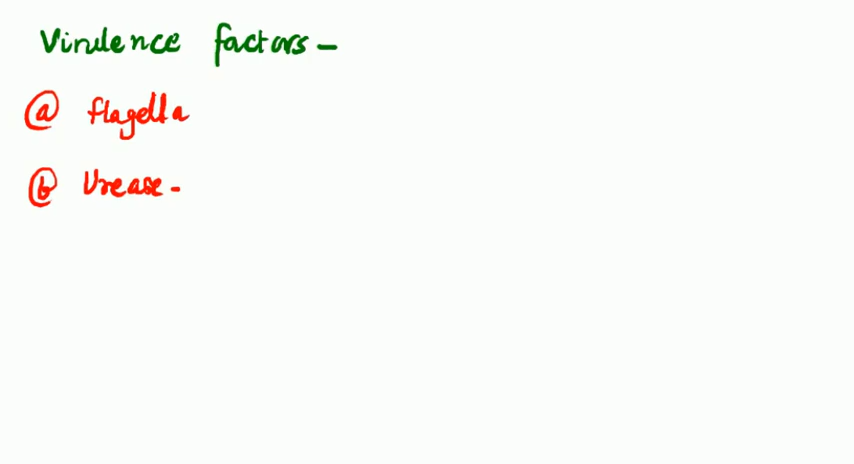 Virulence factors -
ⓐ flagella
ⓑ Urease -